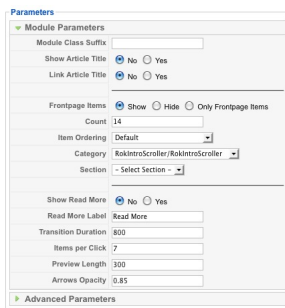 Parameters
Module Parameters
Module Class Suffix
Show Article Title No Yes
Link Article Title No Yes
Frontpage Items Show Hide Only Frontpage Items
Count 14
Item Ordering Default
Category RokIntroScroller/RokIntroScroller
Section - Select Section -
Show Read More No Yes
Read More Label Read More
Transition Duration 800
Items per Click 7
Preview Length 300
Arrows Opacity 0.85
Advanced Parameters